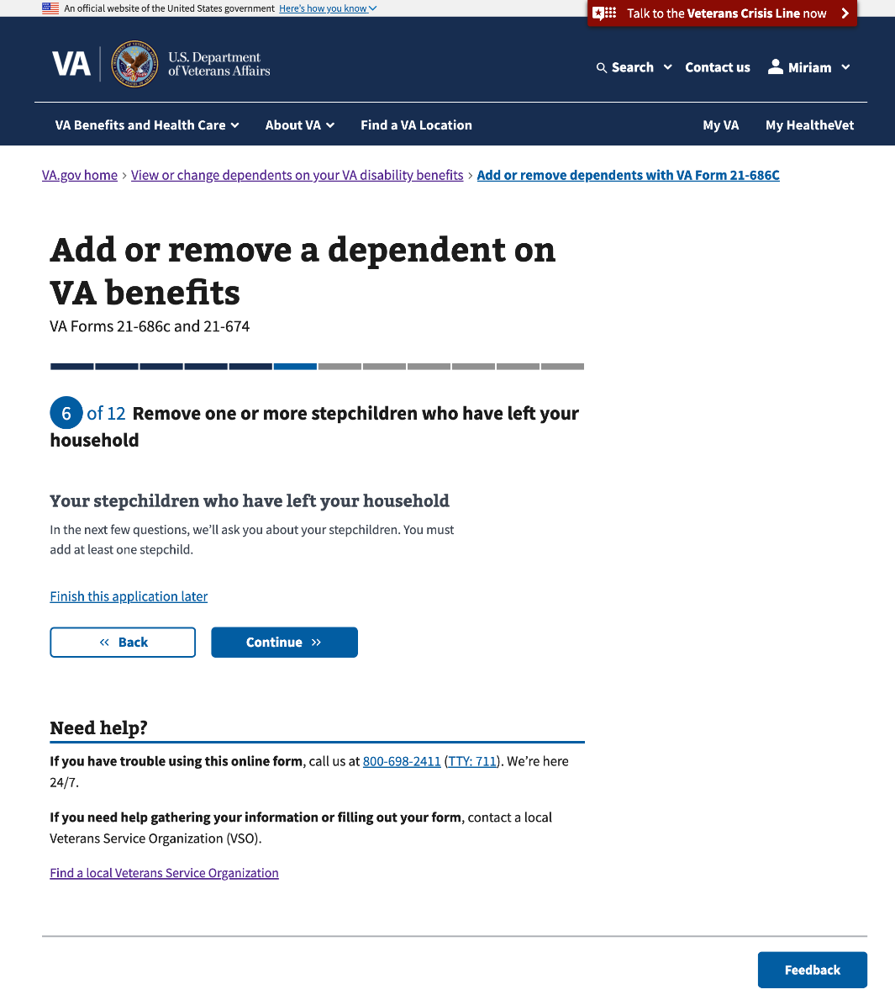 An official website of the United States government Here's how you know
Talk to the Veterans Crisis Line now
VA
U.S. Department
of Veterans Affairs
Search
Contact us
Miriam
VA Benefits and Health Care
About VA
Find a VA Location
My VA
My HealtheVet
VA.gov home › View or change dependents on your VA disability benefits › Add or remove dependents with VA Form 21-686C
Add or remove a dependent on
VA benefits
VA Forms 21-686c and 21-674
6 of 12 Remove one or more stepchildren who have left your
household
Your stepchildren who have left your household
In the next few questions, we’ll ask you about your stepchildren. You must
add at least one stepchild.
Finish this application later
« Back
Continue »
Need help?
If you have trouble using this online form, call us at 800-698-2411 (TTY: 711). We’re here
24/7.
If you need help gathering your information or filling out your form, contact a local
Veterans Service Organization (VSO).
Find a local Veterans Service Organization
Feedback